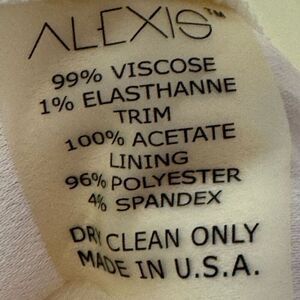 ALEXIS™
99% VISCOSE
1% ELASTHANNE
TRIM
100% ACETATE
LINING
96% POLYESTER
4% SPANDEX
DRY CLEAN ONLY
MADE IN U.S.A.